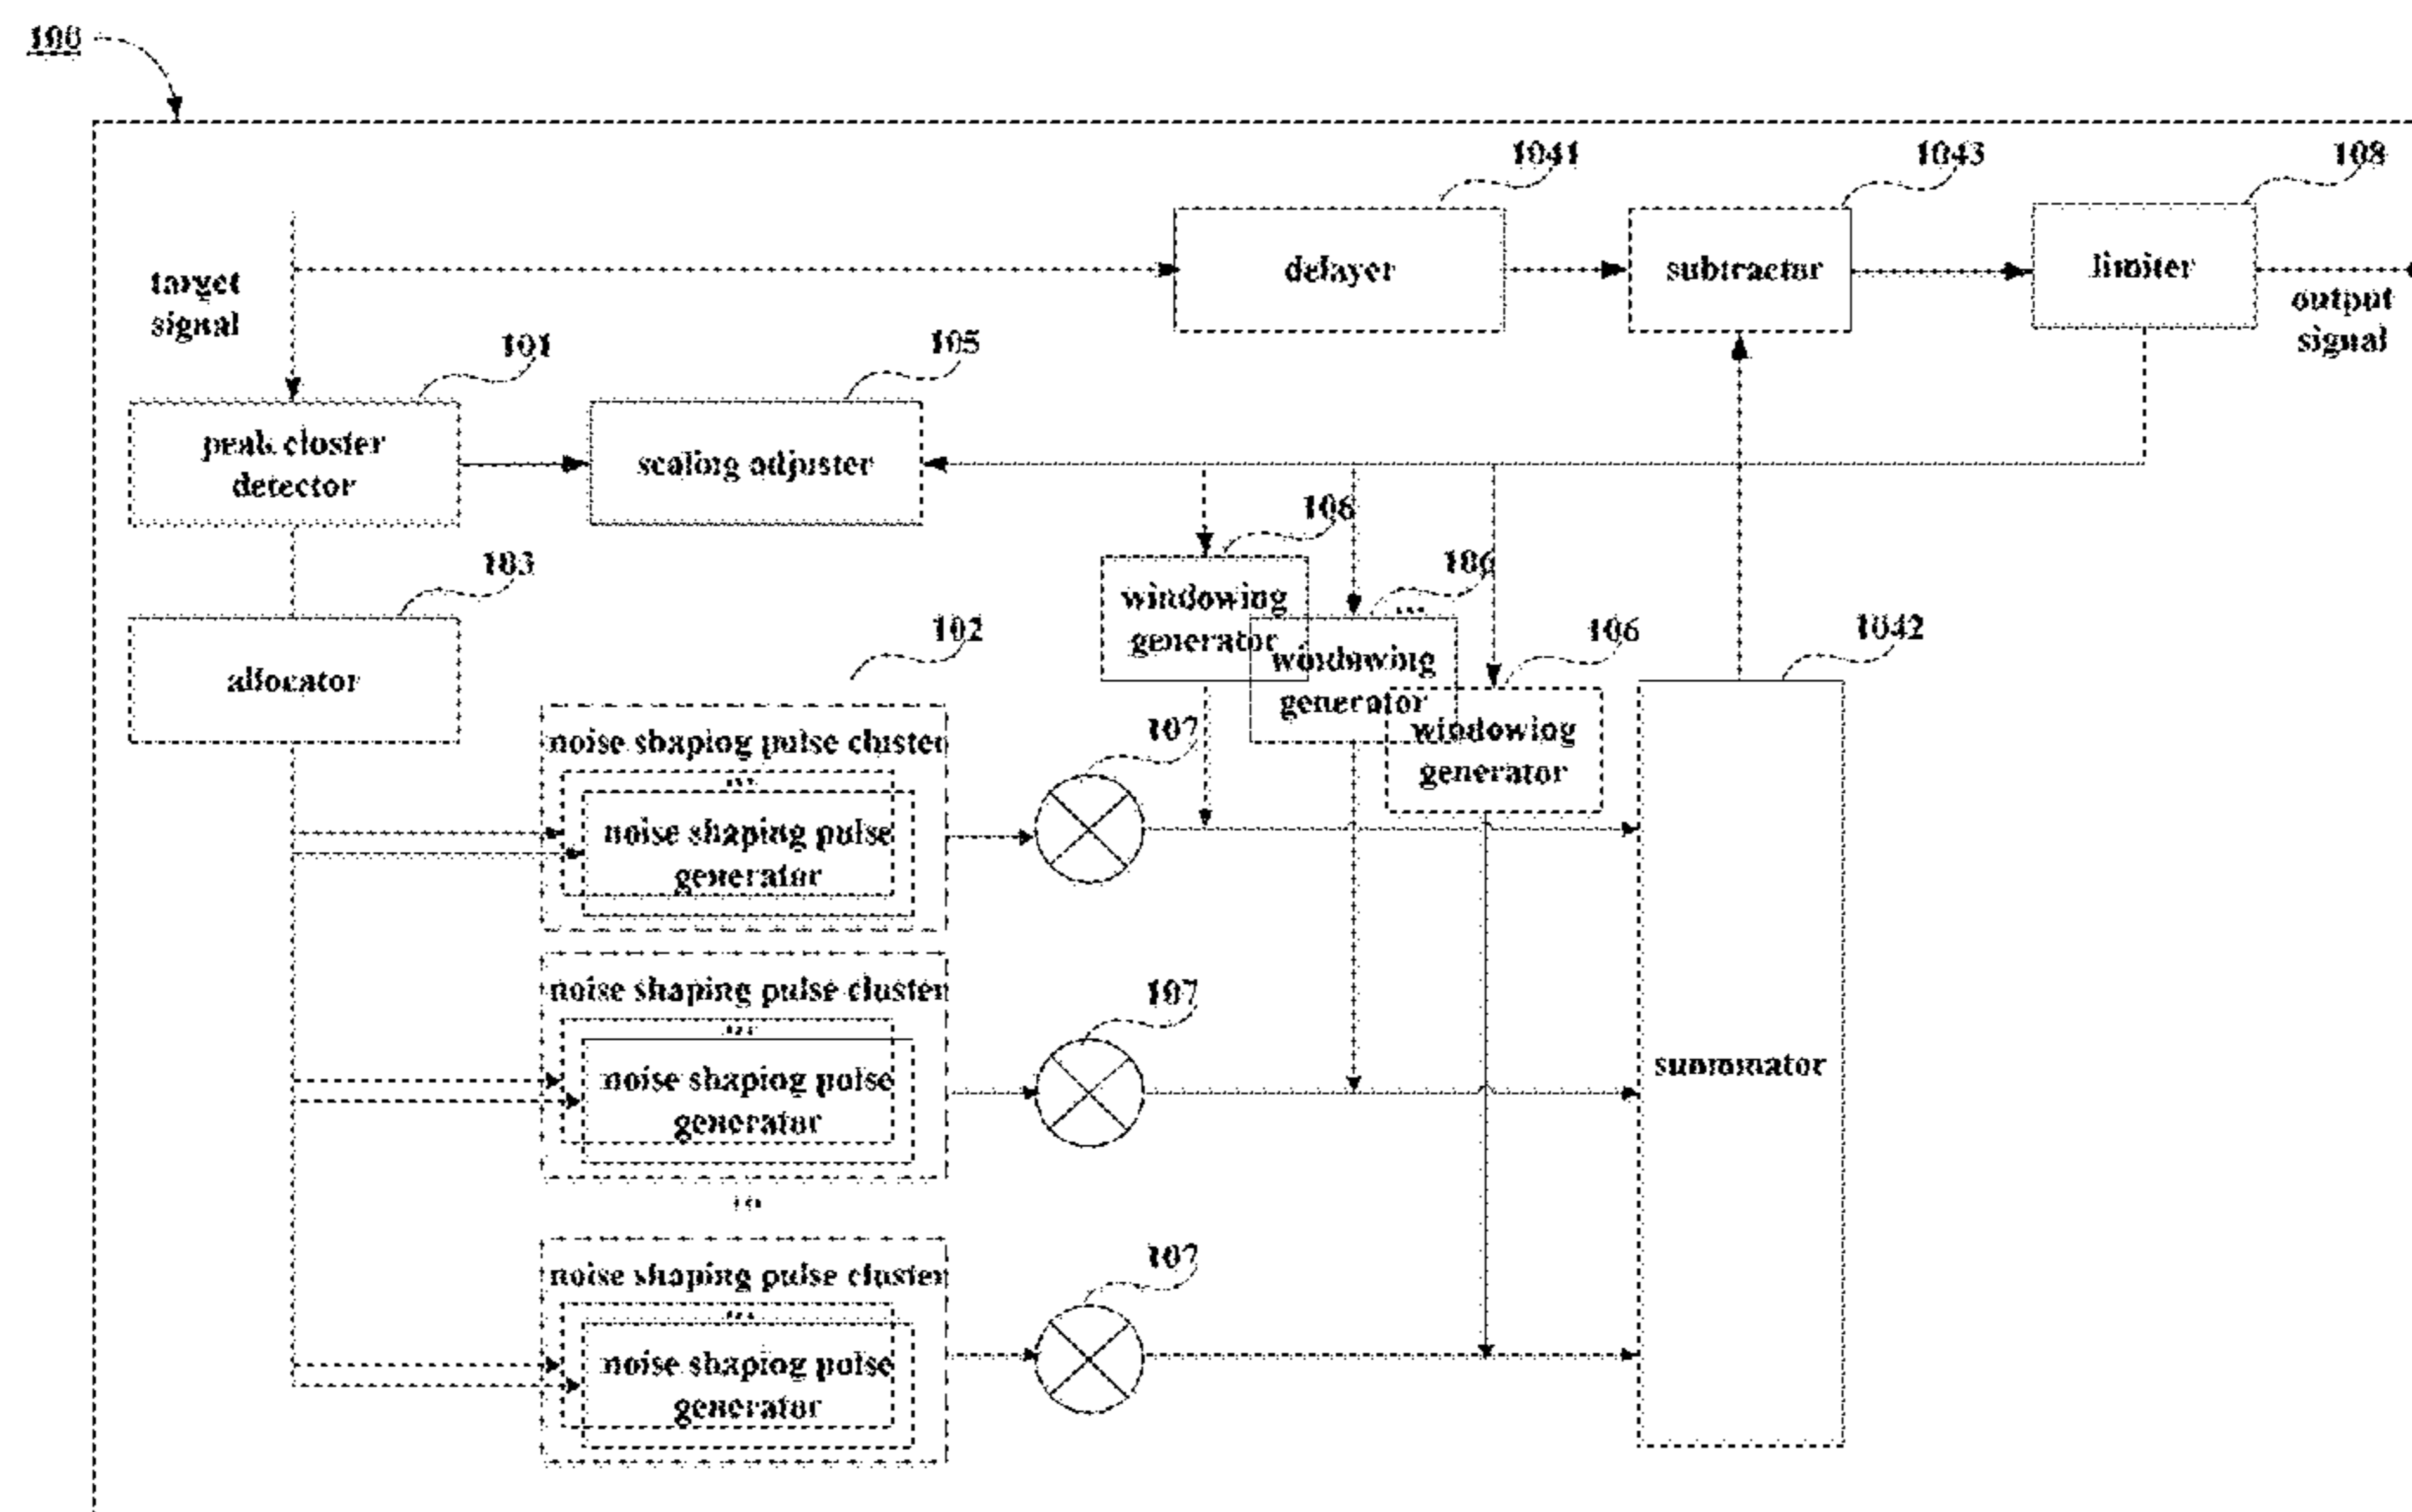 100
1041
1043
108
delayer
subtractor
limiter
target
signal
output
signal
101
105
peak closter
detector
scaling adjuster
106
103
106
windowing
generator
...
102
106
1042
allocator
windowing
generator
noise shaping pulse cluster
107
windowing
generator
...
noise shaping pulse
generator
noise shaping pulse cluster
107
...
noise shaping pulse
generator
summinator
noise shaping pulse cluster
107
...
noise shaping pulse
generator